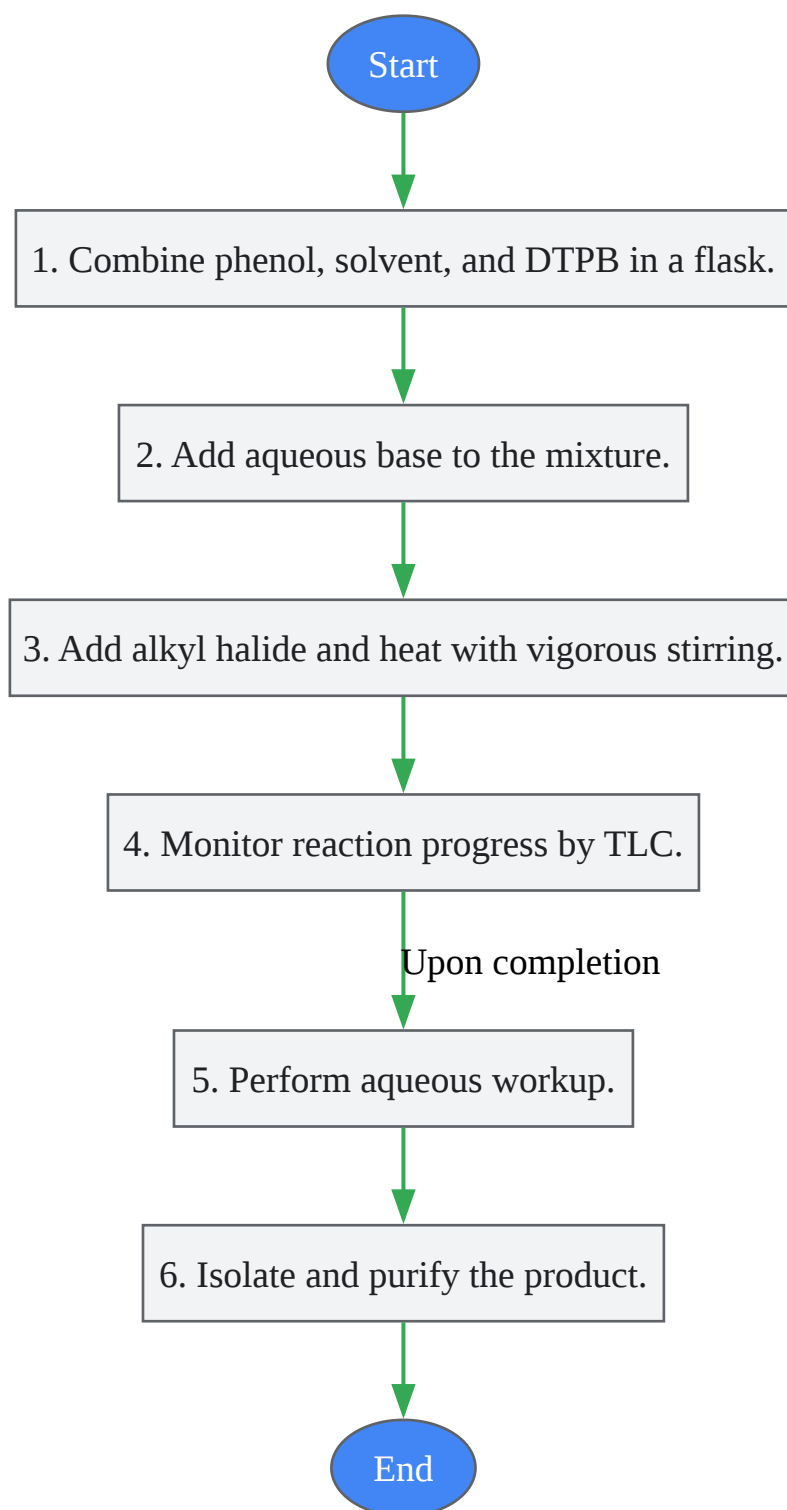 Start
1. Combine phenol, solvent, and DTPB in a flask.
2. Add aqueous base to the mixture.
3. Add alkyl halide and heat with vigorous stirring.
4. Monitor reaction progress by TLC.
Upon completion
5. Perform aqueous workup.
6. Isolate and purify the product.
End